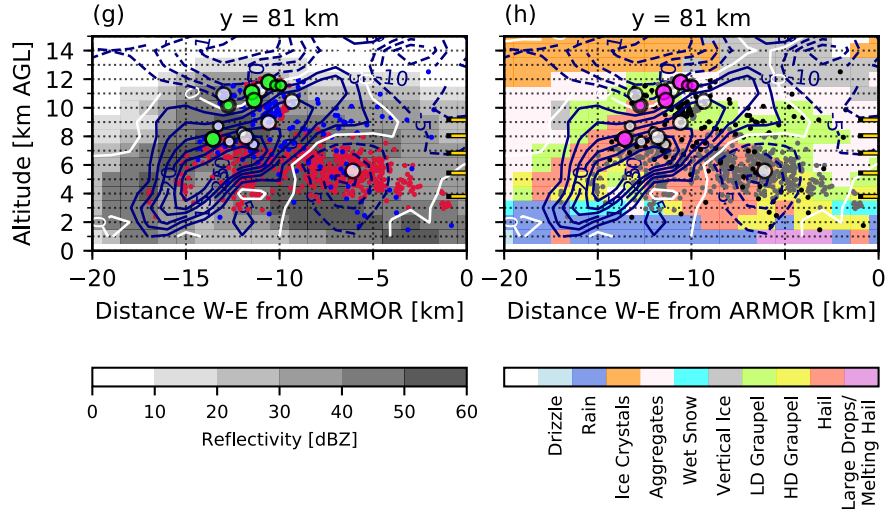 (g)
y = 81 km
(h)
y = 81 km
Altitude [km AGL]
14
12
10
8
6
4
2
0
−20
−15
−10
−5
0
−20
−15
−10
−5
0
Distance W-E from ARMOR [km]
Distance W-E from ARMOR [km]
0
10
20
30
40
50
60
Reflectivity [dBZ]
Drizzle
Rain
Ice Crystals
Aggregates
Wet Snow
Vertical Ice
LD Graupel
HD Graupel
Hail
Large Drops/
Melting Hail